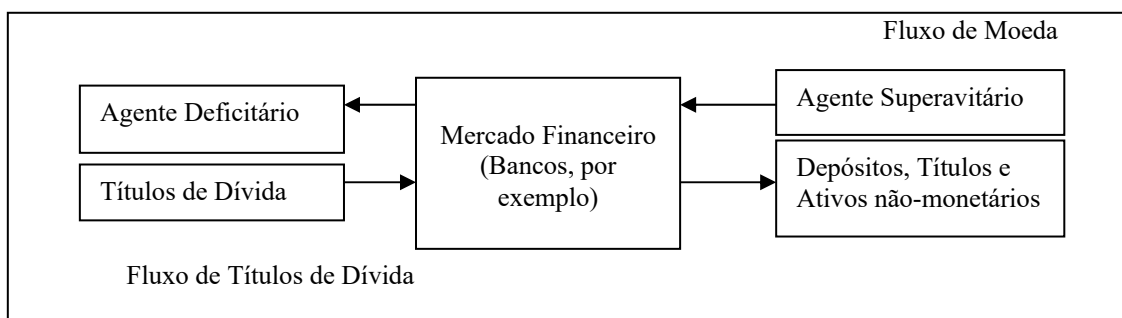 Fluxo de Moeda
Agente Deficitário
Títulos de Dívida
Mercado Financeiro
(Bancos, por
exemplo)
Agente Superavitário
Depósitos, Títulos e
Ativos não-monetários
Fluxo de Títulos de Dívida